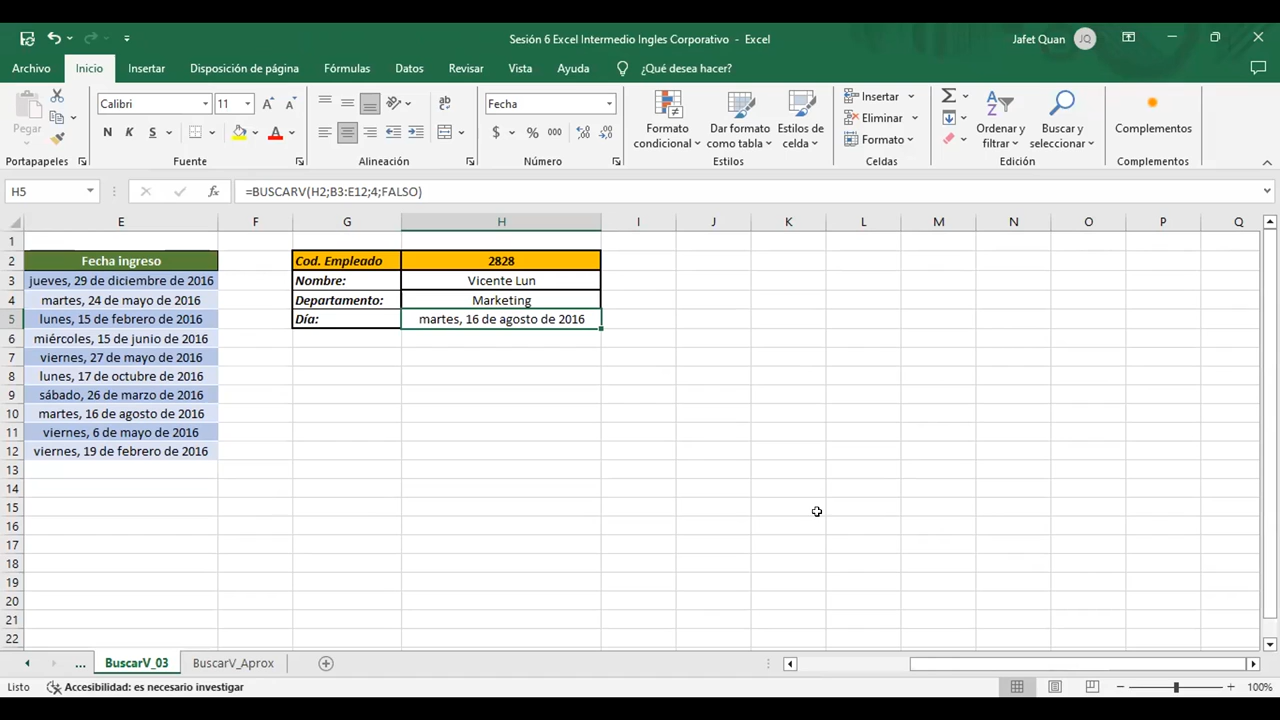 Sesión 6 Excel Intermedio Ingles Corporativo - Excel
Jafet Quan
JQ
Archivo
Inicio
Insertar
Disposición de página
Fórmulas
Datos
Revisar
Vista
Ayuda
¿Qué desea hacer?
Pegar
Portapapeles
Calibri
11
N K S
Fuente
Alineación
Fecha
$ % 000
Número
Formato condicional
Dar formato como tabla
Estilos de celda
Estilos
Insertar
Eliminar
Formato
Celdas
Ordenar y filtrar
Buscar y seleccionar
Edición
Complementos
Complementos
H5
=BUSCARV(H2;B3:E12;4;FALSO)
E F G H I J K L M N O P Q
1
2 Fecha ingreso Cod. Empleado 2828
3 jueves, 29 de diciembre de 2016 Nombre: Vicente Lun
4 martes, 24 de mayo de 2016 Departamento: Marketing
5 lunes, 15 de febrero de 2016 Día: martes, 16 de agosto de 2016
6 miércoles, 15 de junio de 2016
7 viernes, 27 de mayo de 2016
8 lunes, 17 de octubre de 2016
9 sábado, 26 de marzo de 2016
10 martes, 16 de agosto de 2016
11 viernes, 6 de mayo de 2016
12 viernes, 19 de febrero de 2016
13
14
15
16
17
18
19
20
21
22
... BuscarV_03 BuscarV_Aprox
Listo Accesibilidad: es necesario investigar 100%